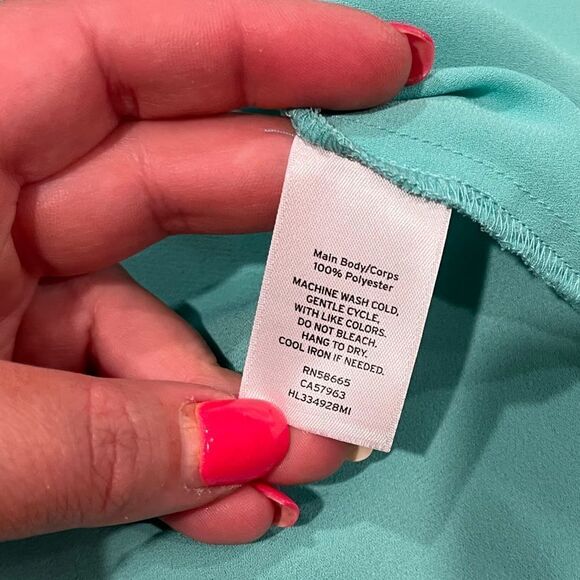 Main Body/Corps
100% Polyester
MACHINE WASH COLD,
GENTLE CYCLE,
WITH LIKE COLORS.
DO NOT BLEACH.
HANG TO DRY.
COOL IRON IF NEEDED.
RN58665
CA57963
HL33492BMI